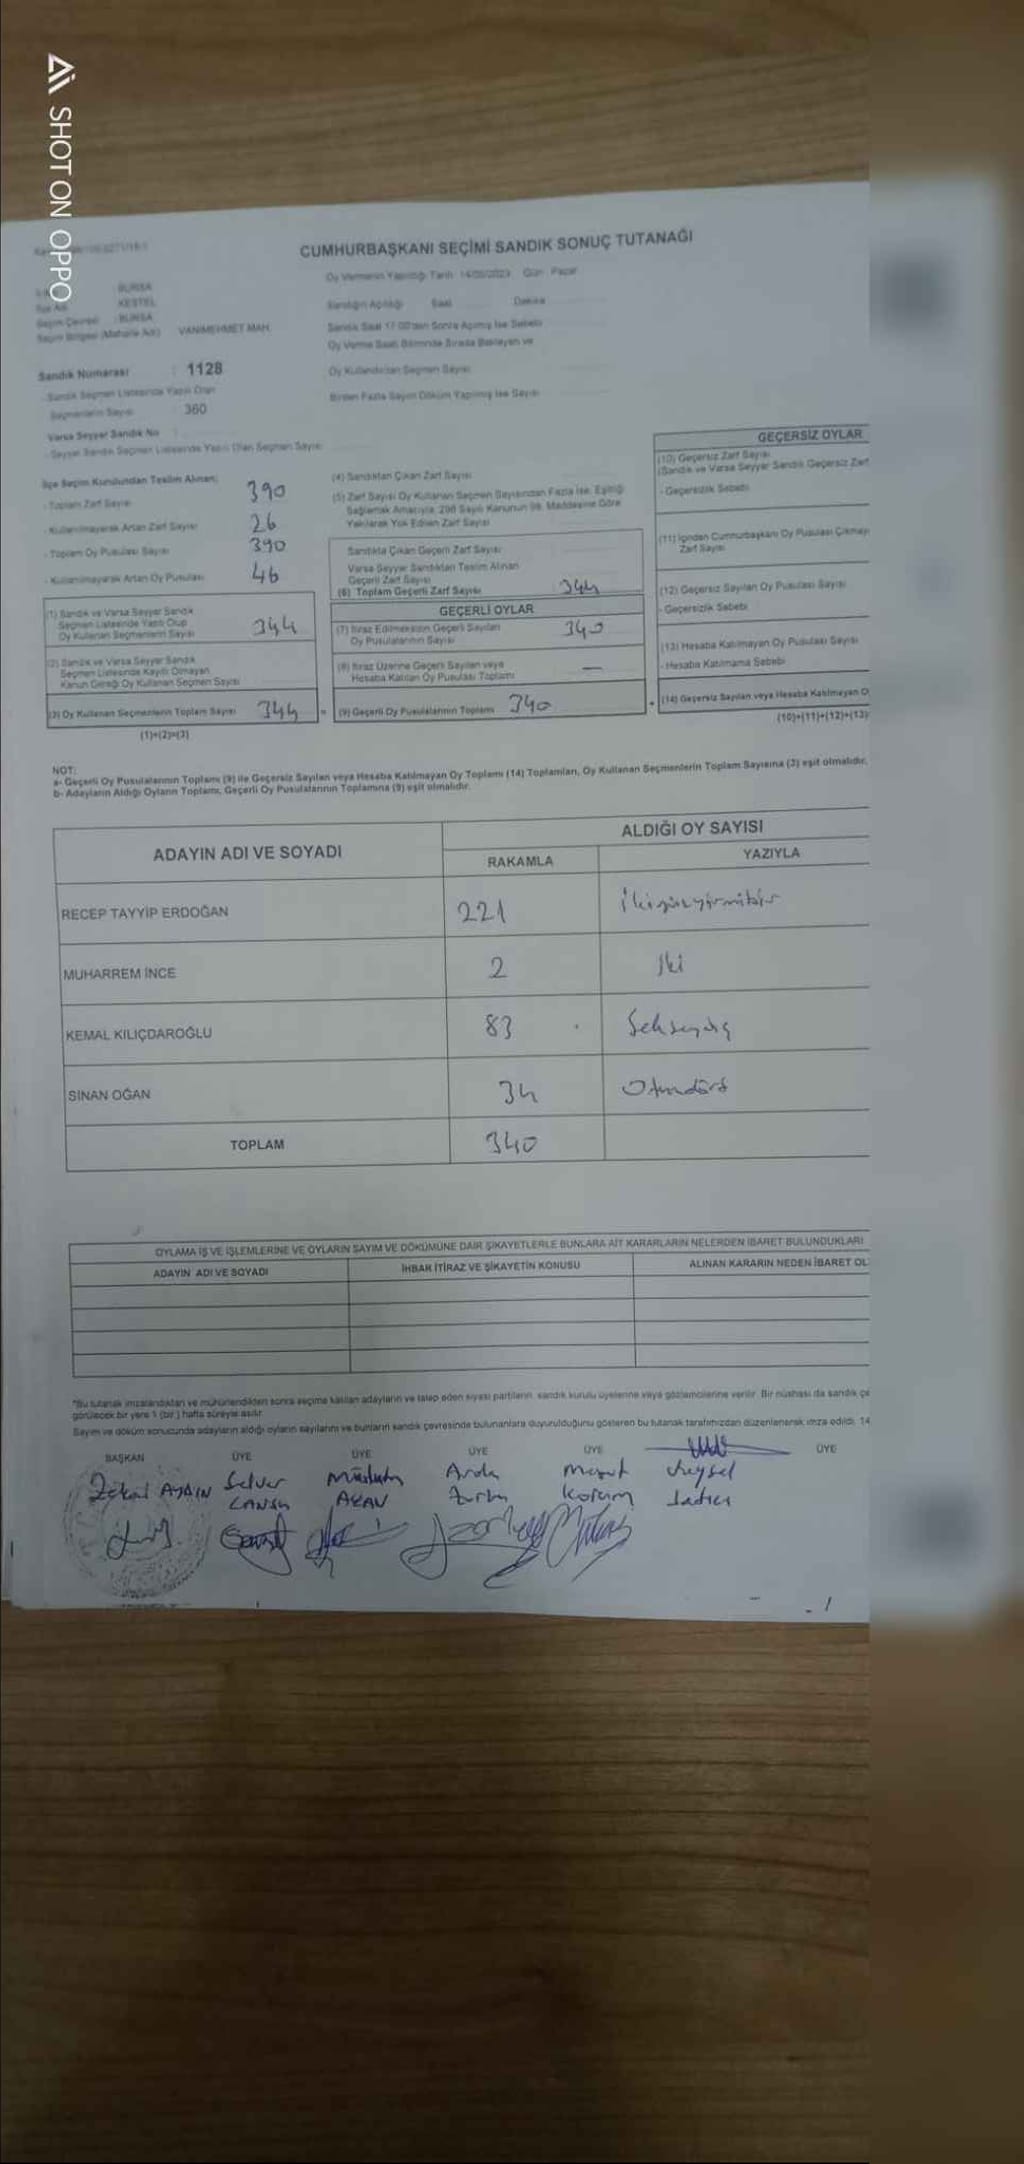 SHOT ON OPPO
CUMHURBAŞKANI SEÇİMİ SANDIK SONUÇ TUTANAĞI
Oy Vermenin Yapıldığı Tarih 14/05/2023 Gün Pazar
BURSA
KESTEL
Seçim Çevresi BURSA
Seçim Bölgesi (Mahalle Adı) VANIMEHMET MAH.
Sandığın Açıldığı Saat Dakika
Sandık Saat 17.00'den Sonra Açılmış İse Sebebi
Oy Verme Saati Bitiminde Sırada Bekleyen ve
Oy Kullandırılan Seçmen Sayısı
Birden Fazla Sayım Döküm Yapılmış İse Sayısı
Sandık Numarası : 1128
- Sandık Seçmen Listesinde Yazılı Olan
Seçmenlerin Sayısı : 360
Varsa Seyyar Sandık No
- Seyyar Sandık Seçmen Listesinde Yazılı Olan Seçmen Sayısı
İlçe Seçim Kurulundan Teslim Alınan:
- Toplam Zarf Sayısı 390
- Kullanılmayarak Artan Zarf Sayısı 26
- Toplam Oy Pusulası Sayısı 390
- Kullanılmayarak Artan Oy Pusulası 46
(1) Sandık ve Varsa Seyyar Sandık
Seçmen Listesinde Yazılı Olup
Oy Kullanan Seçmenlerin Sayısı 344
(2) Sandık ve Varsa Seyyar Sandık
Seçmen Listesinde Kayıtlı Olmayan
Kanun Gereği Oy Kullanan Seçmen Sayısı
(3) Oy Kullanan Seçmenlerin Toplam Sayısı 344 =
(1)+(2)=(3)
(4) Sandıktan Çıkan Zarf Sayısı
(5) Zarf Sayısı Oy Kullanan Seçmen Sayısından Fazla İse, Eşitliği
Sağlamak Amacıyla, 298 Sayılı Kanunun 98. Maddesine Göre
Yakılarak Yok Edilen Zarf Sayısı
Sandıkta Çıkan Geçerli Zarf Sayısı
Varsa Seyyar Sandıktan Teslim Alınan
Geçerli Zarf Sayısı
(6) Toplam Geçerli Zarf Sayısı 344
GEÇERLİ OYLAR
(7) İtiraz Edilmeksizin Geçerli Sayılan
Oy Pusulalarının Sayısı 340
(8) İtiraz Üzerine Geçerli Sayılan veya
Hesaba Katılan Oy Pusulası Toplamı —
(9) Geçerli Oy Pusulalarının Toplamı 340 +
GEÇERSİZ OYLAR
(10) Geçersiz Zarf Sayısı
(Sandık ve Varsa Seyyar Sandık Geçersiz Zarf
- Geçersizlik Sebebi
(11) İçinden Cumhurbaşkanı Oy Pusulası Çıkmay
Zarf Sayısı
(12) Geçersiz Sayılan Oy Pusulası Sayısı
- Geçersizlik Sebebi
(13) Hesaba Katılmayan Oy Pusulası Sayısı
- Hesaba Katılmama Sebebi
(14) Geçersiz Sayılan veya Hesaba Katılmayan O
(10)+(11)+(12)+(13)
NOT:
a- Geçerli Oy Pusulalarının Toplamı (9) ile Geçersiz Sayılan veya Hesaba Katılmayan Oy Toplamı (14) Toplamları, Oy Kullanan Seçmenlerin Toplam Sayısına (3) eşit olmalıdır.
b- Adayların Aldığı Oyların Toplamı, Geçerli Oy Pusulalarının Toplamına (9) eşit olmalıdır.
ADAYIN ADI VE SOYADI ALDIĞI OY SAYISI
RAKAMLA YAZIYLA
RECEP TAYYİP ERDOĞAN 221 İkiyüzyirmibir
MUHARREM İNCE 2 İki
KEMAL KILIÇDAROĞLU 83 Seksenüç
SİNAN OĞAN 34 Otuzdört
TOPLAM 340
OYLAMA İŞ VE İŞLEMLERİNE VE OYLARIN SAYIM VE DÖKÜMÜNE DAİR ŞİKAYETLERLE BUNLARA AİT KARARLARIN NELERDEN İBARET BULUNDUKLARI
ADAYIN ADI VE SOYADI İHBAR İTİRAZ VE ŞİKAYETİN KONUSU ALINAN KARARIN NEDEN İBARET OL
*Bu tutanak imzalandıktan ve mühürlendikten sonra seçime katılan adayların ve talep eden siyasi partilerin, sandık kurulu üyelerine veya gözlemcilerine verilir. Bir nüshası da sandık çe
görülecek bir yere 1 (bir) hafta süreyle asılır.
Sayım ve döküm sonucunda adayların aldığı oyların sayılarını ve bunların sandık çevresinde bulunanlara duyurulduğunu gösteren bu tutanak tarafımızdan düzenlenerek imza edildi. 14
BAŞKAN ÜYE ÜYE ÜYE ÜYE ÜYE
Zekai AYDIN Selver Arda Mesut Veysel
CANSU AKAV Korum